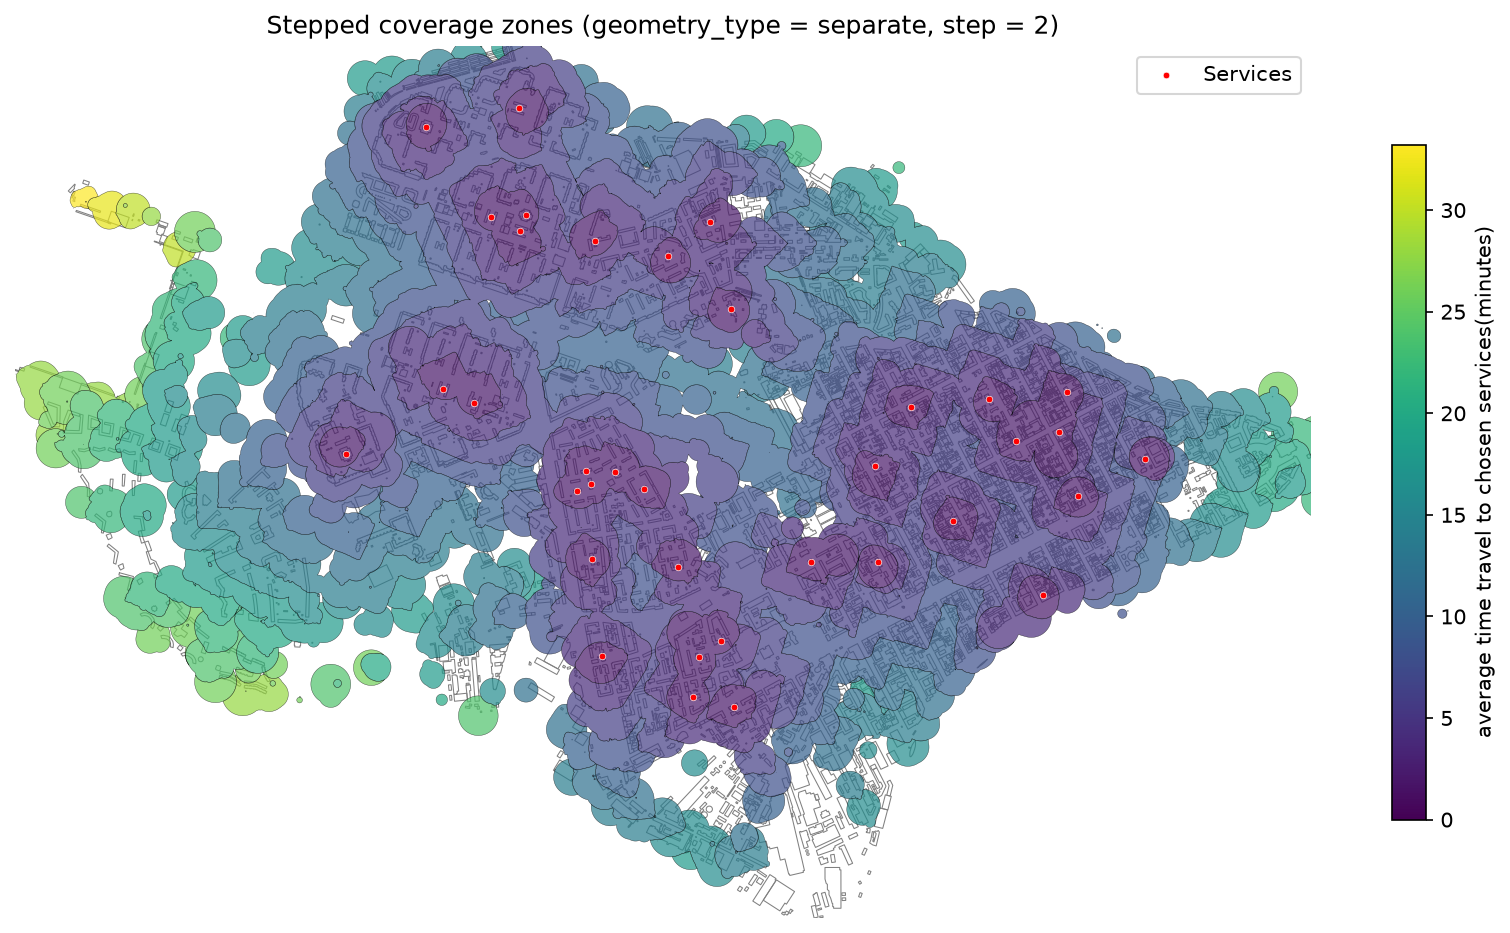 Stepped coverage zones (geometry_type = separate, step = 2)
Services
30
25
20
15
10
5
0
average time travel to chosen services(minutes)